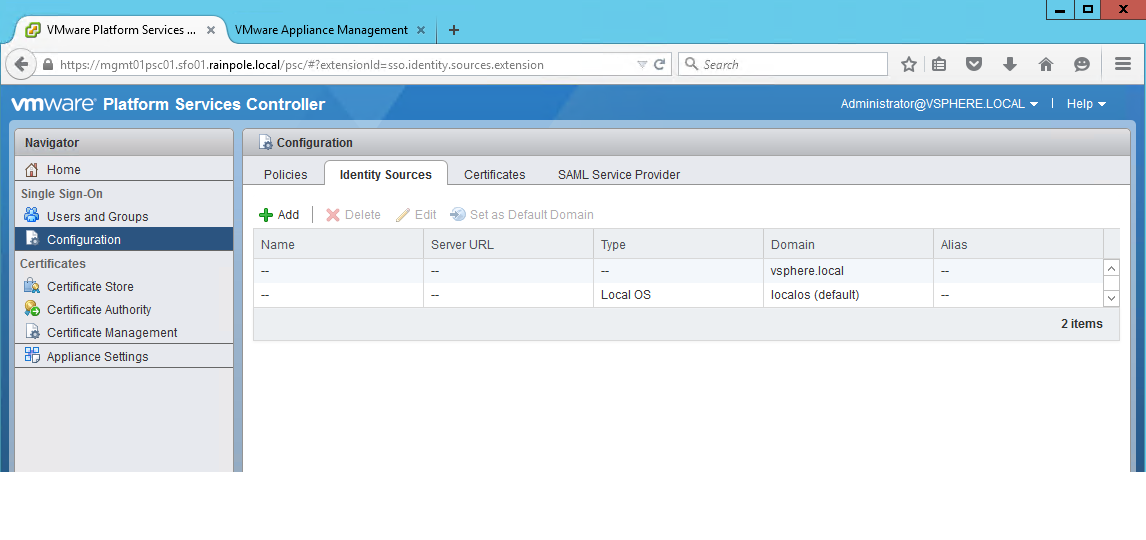 VMware Platform Services ... × VMware Appliance Management × +
https://mgmt01psc01.sfo01.rainpole.local/psc/#?extensionId=sso.identity.sources.extension Search
vmware® Platform Services Controller Administrator@VSPHERE.LOCAL Help
Navigator
Home
Single Sign-On
Users and Groups
Configuration
Certificates
Certificate Store
Certificate Authority
Certificate Management
Appliance Settings
Configuration
Policies Identity Sources Certificates SAML Service Provider
Add Delete Edit Set as Default Domain
Name Server URL Type Domain Alias
-- -- -- vsphere.local --
-- -- Local OS localos (default) --
2 items